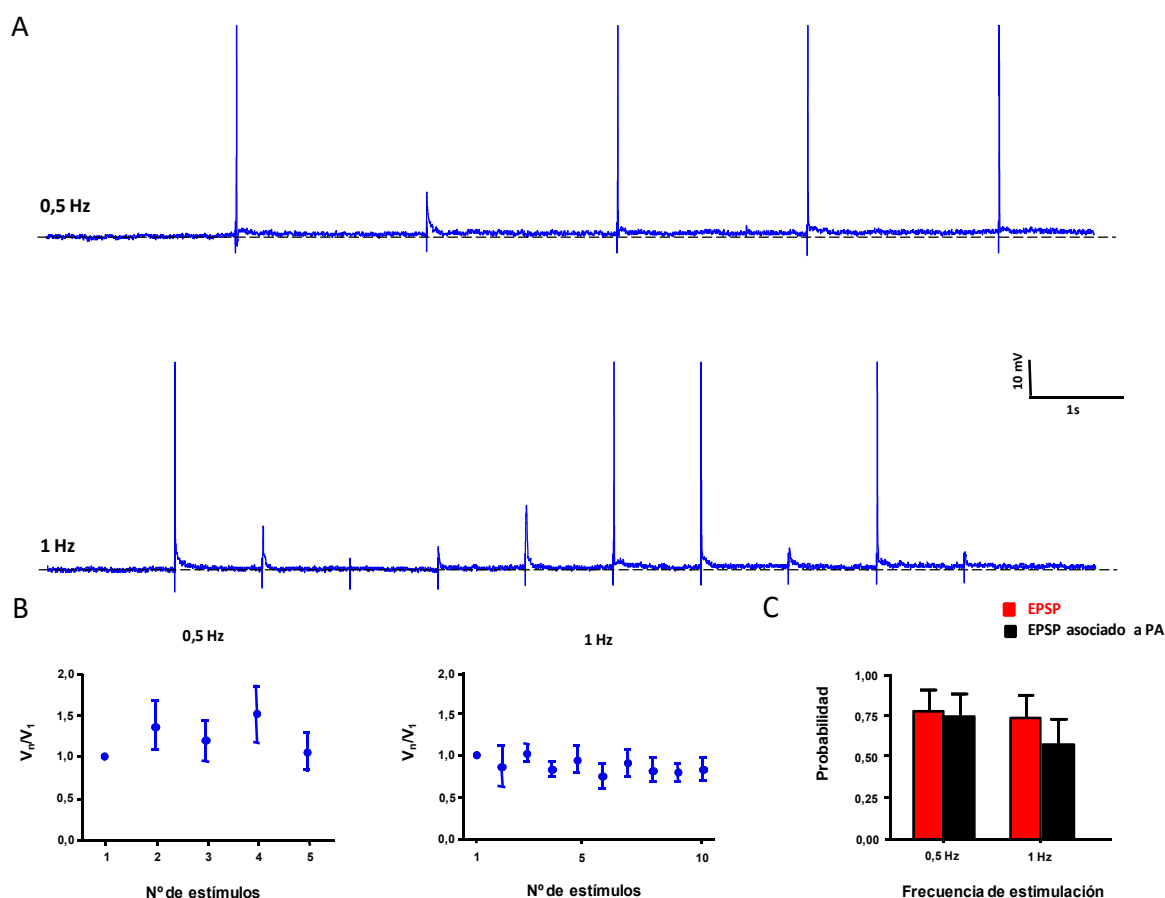 A
0,5 Hz
10 mV
1s
1 Hz
B
0,5 Hz
2,0
1,5
1,0
0,5
0,0
Vn/V1
1
2
3
4
5
Nº de estímulos
1 Hz
2,0
1,5
1,0
0,5
0,0
Vn/V1
1
5
10
Nº de estímulos
C
EPSP
EPSP asociado a PA
1,00
0,75
0,50
0,25
0,00
Probabilidad
0,5 Hz
1 Hz
Frecuencia de estimulación